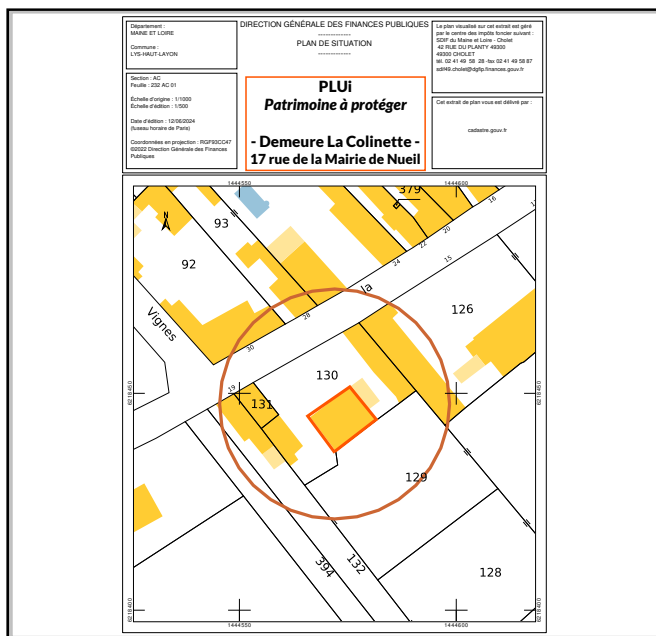 Département :
MAINE ET LOIRE
Commune :
LYS-HAUT-LAYON
Section : AC
Feuille : 232 AC 01
Échelle d'origine : 1/1000
Échelle d'édition : 1/500
Date d'édition : 12/06/2024
(fuseau horaire de Paris)
Coordonnées en projection : RGF93CC47
©2022 Direction Générale des Finances
Publiques
DIRECTION GÉNÉRALE DES FINANCES PUBLIQUES
-------------
PLAN DE SITUATION
-------------
PLUi
Patrimoine à protéger
- Demeure La Colinette -
17 rue de la Mairie de Nueil
Le plan visualisé sur cet extrait est géré
par le centre des impôts foncier suivant :
SDIF du Maine et Loire - Cholet
42 RUE DU PLANTY 49300
49300 CHOLET
tél. 02 41 49 58 28 -fax 02 41 49 58 87
sdif49.cholet@dgfip.finances.gouv.fr
Cet extrait de plan vous est délivré par :
cadastre.gouv.fr
1444550
1444600
379
N
93
92
16
20
22
24
15
la
28
30
126
Vignes
130
19
131
6218450
6218450
129
132
394
128
6218400
6218400
1444550
1444600